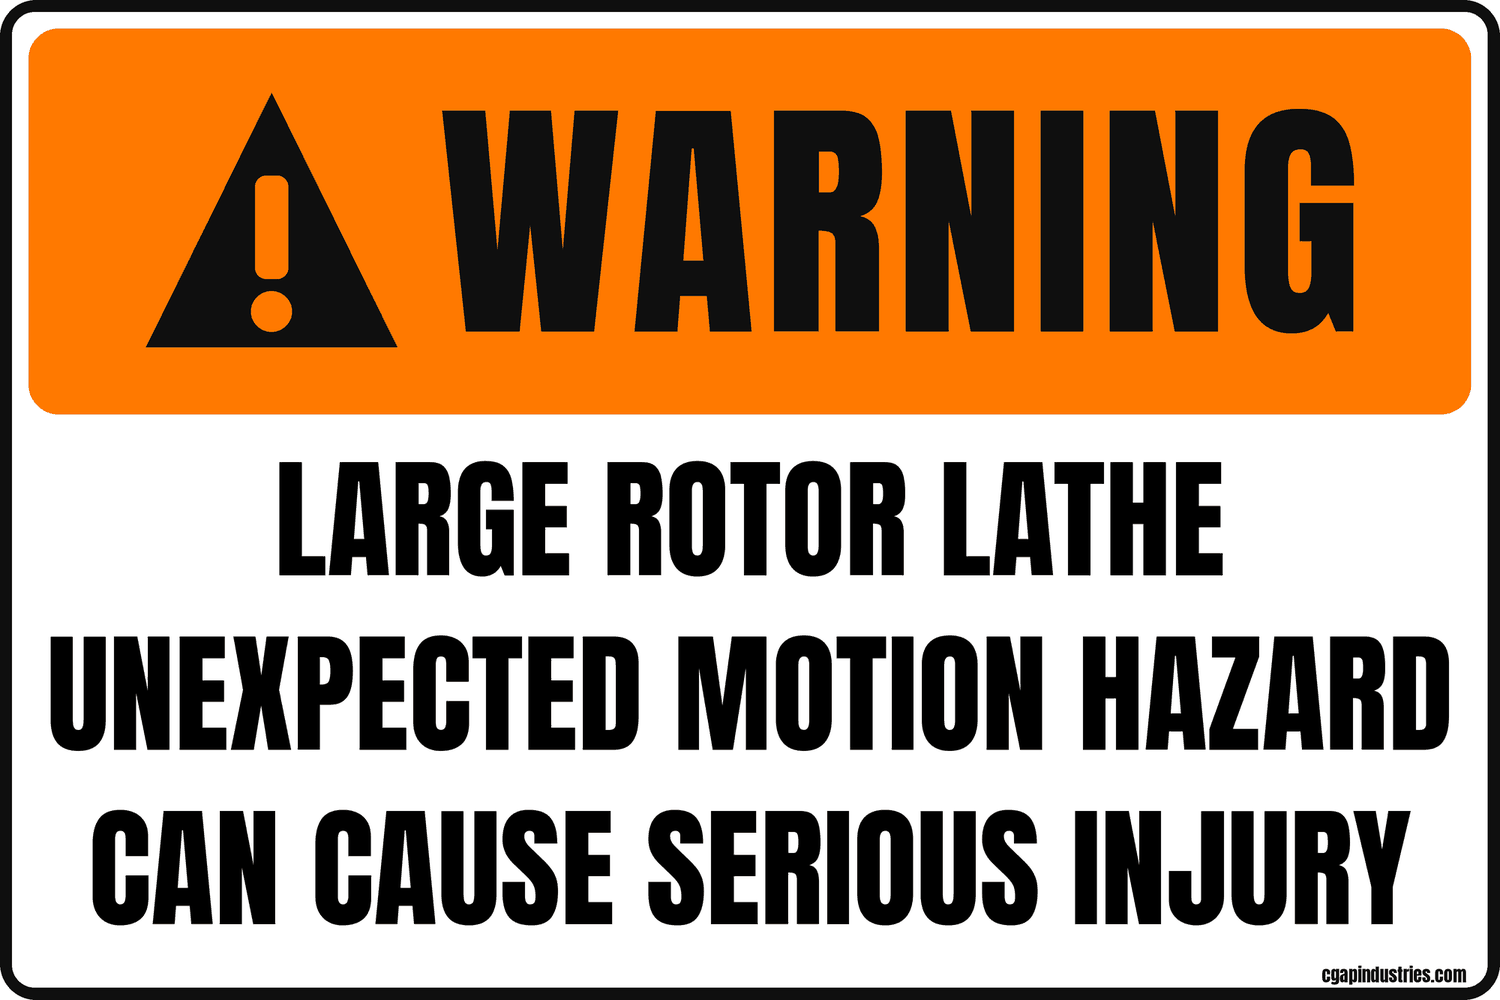 WARNING
LARGE ROTOR LATHE
UNEXPECTED MOTION HAZARD
CAN CAUSE SERIOUS INJURY
cgapindustries.com